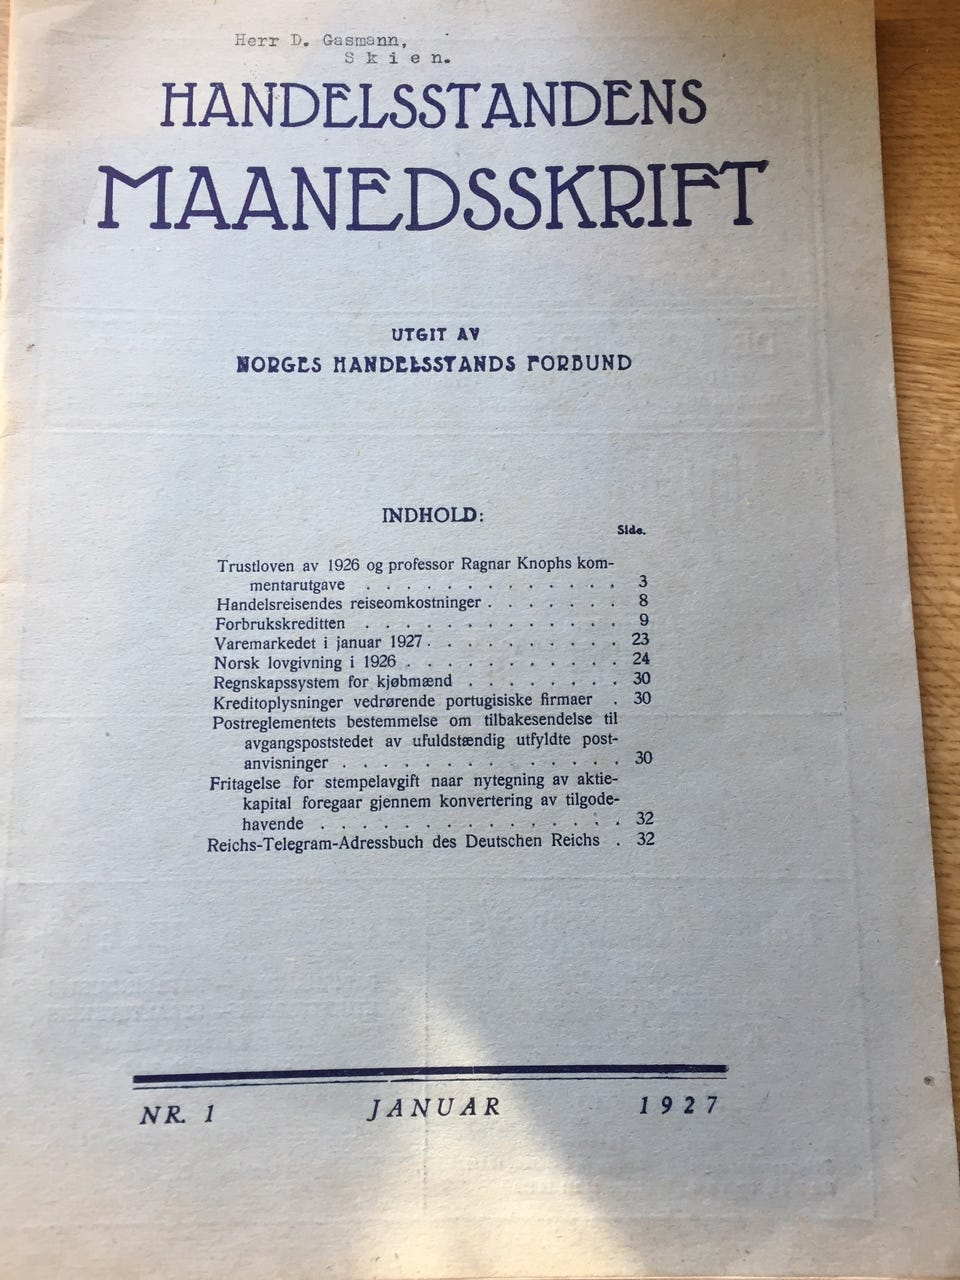 Herr D. Gasmann,
Skien.
HANDELSSTANDENS
MAANEDSSKRIFT
UTGIT AV
NORGES HANDELSSTANDS FORBUND
INDHOLD:
Side.
Trustloven av 1926 og professor Ragnar Knophs kom-
mentarutgave . . . . . . . . . . . . . 3
Handelsreisendes reiseomkostninger . . . . . . . 8
Forbrukskreditten . . . . . . . . . . . . . 9
Varemarkedet i januar 1927 . . . . . . . . . . 23
Norsk lovgivning i 1926 . . . . . . . . . . . 24
Regnskapssystem for kjøbmænd . . . . . . . . 30
Kreditoplysninger vedrørende portugisiske firmaer . 30
Postreglementets bestemmelse om tilbakesendelse til
avgangspoststedet av ufuldstændig utfyldte post-
anvisninger . . . . . . . . . . . . . . 30
Fritagelse for stempelavgift naar nytegning av aktie-
kapital foregaar gjennem konvertering av tilgode-
havende . . . . . . . . . . . . . . . 32
Reichs-Telegram-Adressbuch des Deutschen Reichs . 32
NR. 1 JANUAR 1927